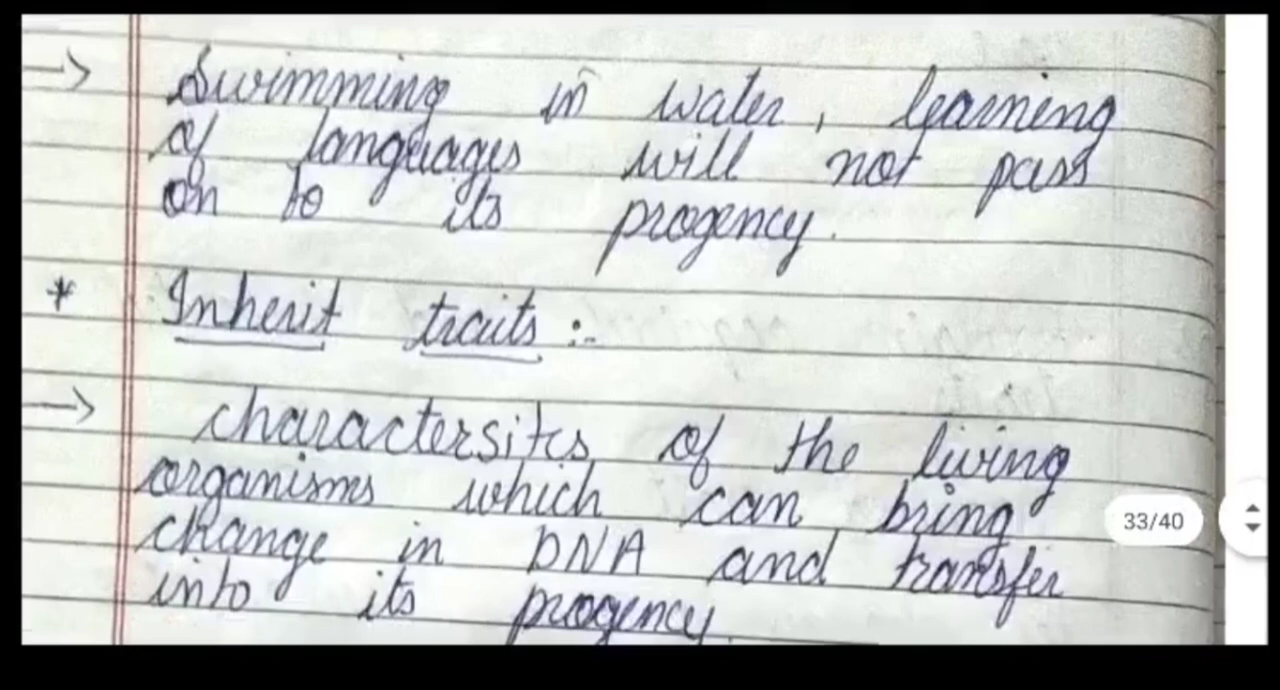 → Swimming in water, learning
of languages will not pass
on to its progency.
* Inherit traits :-
→ charactersitcs of the living
organisms which can bring
change in DNA and transfer
into its progency.
33/40